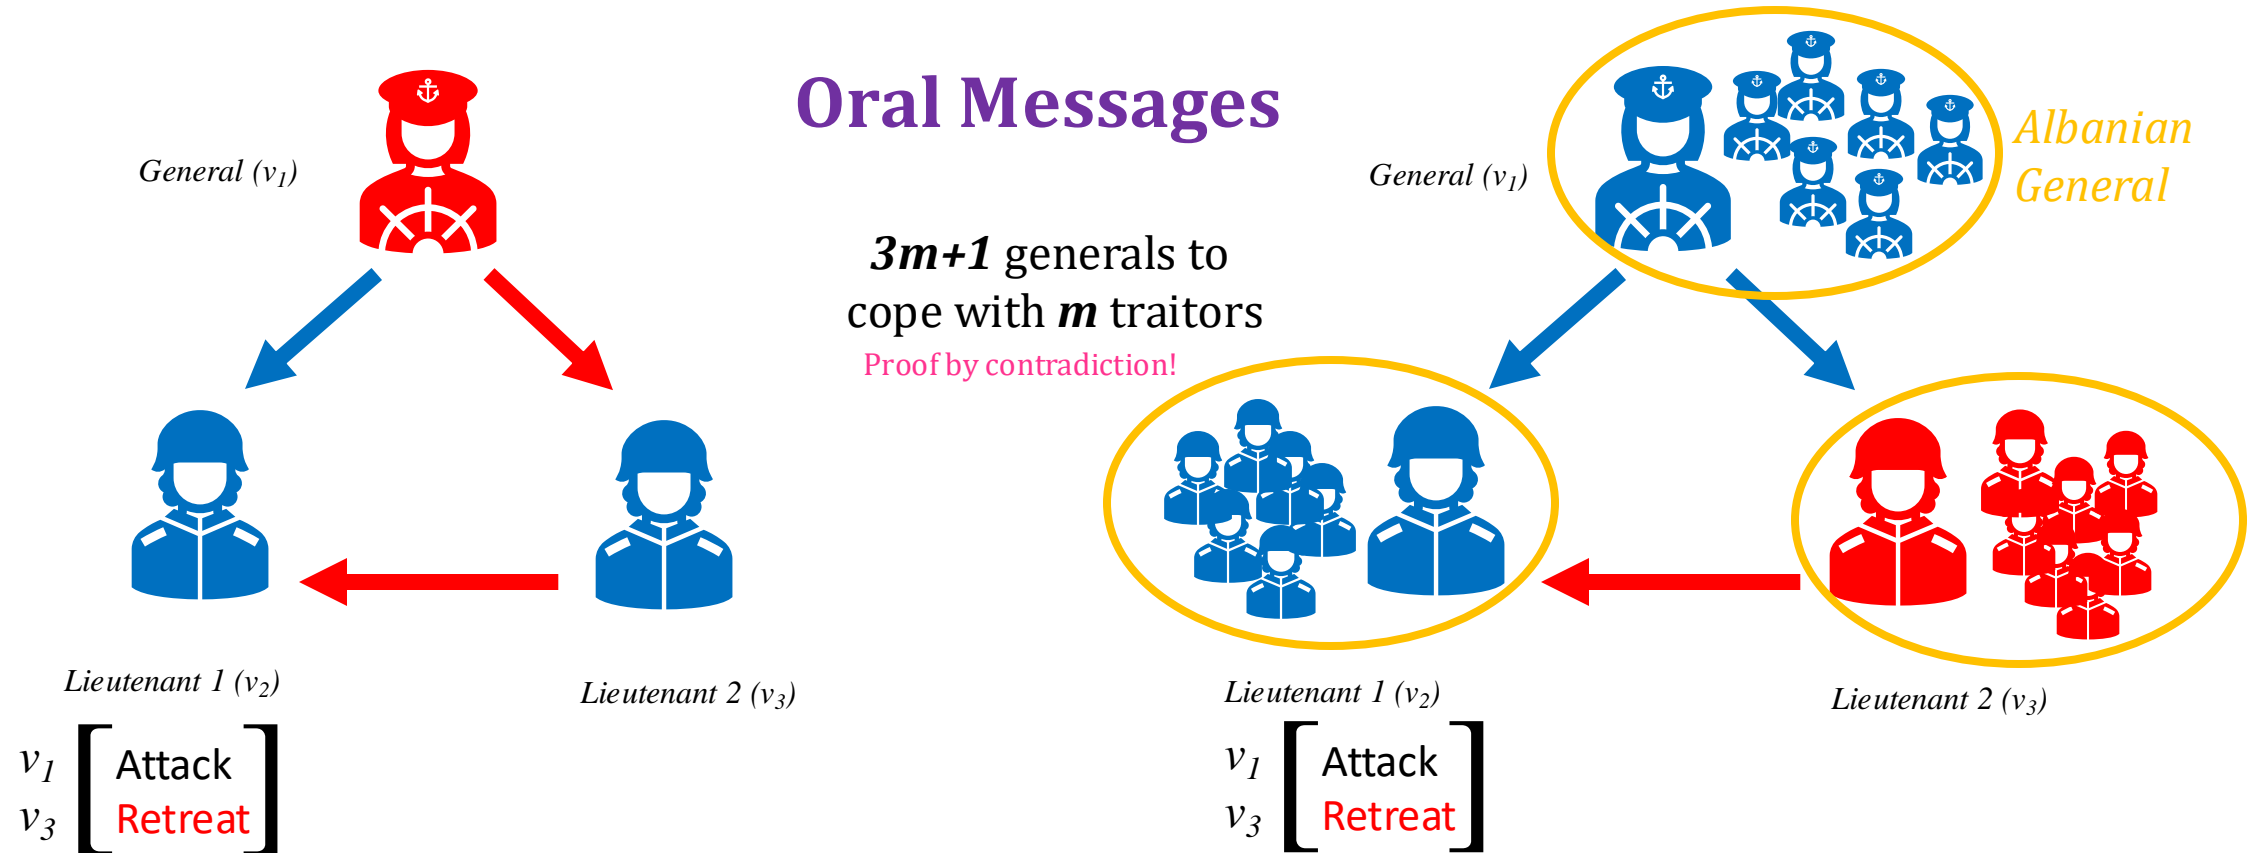 Oral Messages
General (v1)
3m+1 generals to
cope with m traitors
Proof by contradiction!
Lieutenant 1 (v2)
Lieutenant 2 (v3)
v1 [Attack]
v3 [Retreat]
General (v1)
Albanian
General
Lieutenant 1 (v2)
Lieutenant 2 (v3)
v1 [Attack]
v3 [Retreat]